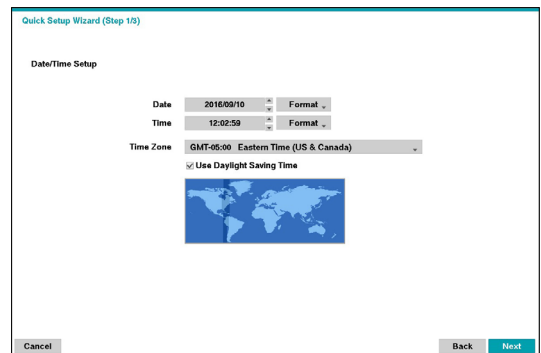 Quick Setup Wizard (Step 1/3)
Date/Time Setup
Date 2016/09/10 Format
Time 12:02:59 Format
Time Zone GMT-05:00 Eastern Time (US & Canada)
Use Daylight Saving Time
Cancel Back Next